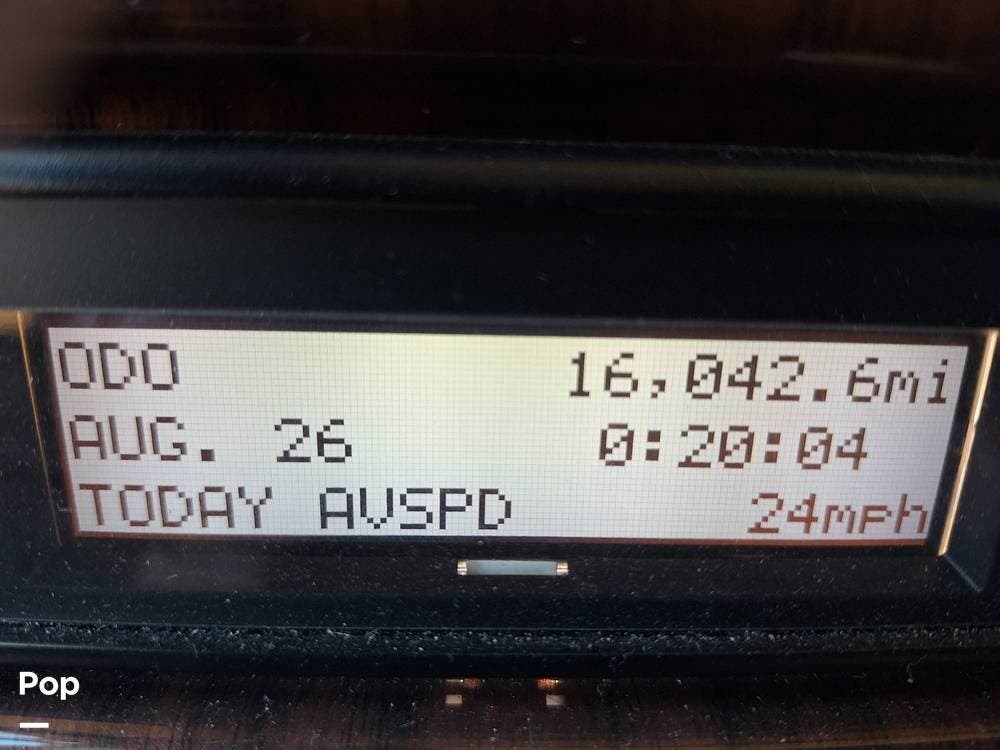 ODO 16,042.6mi
AUG. 26 0:20:04
TODAY AVSPD 24mph
Pop